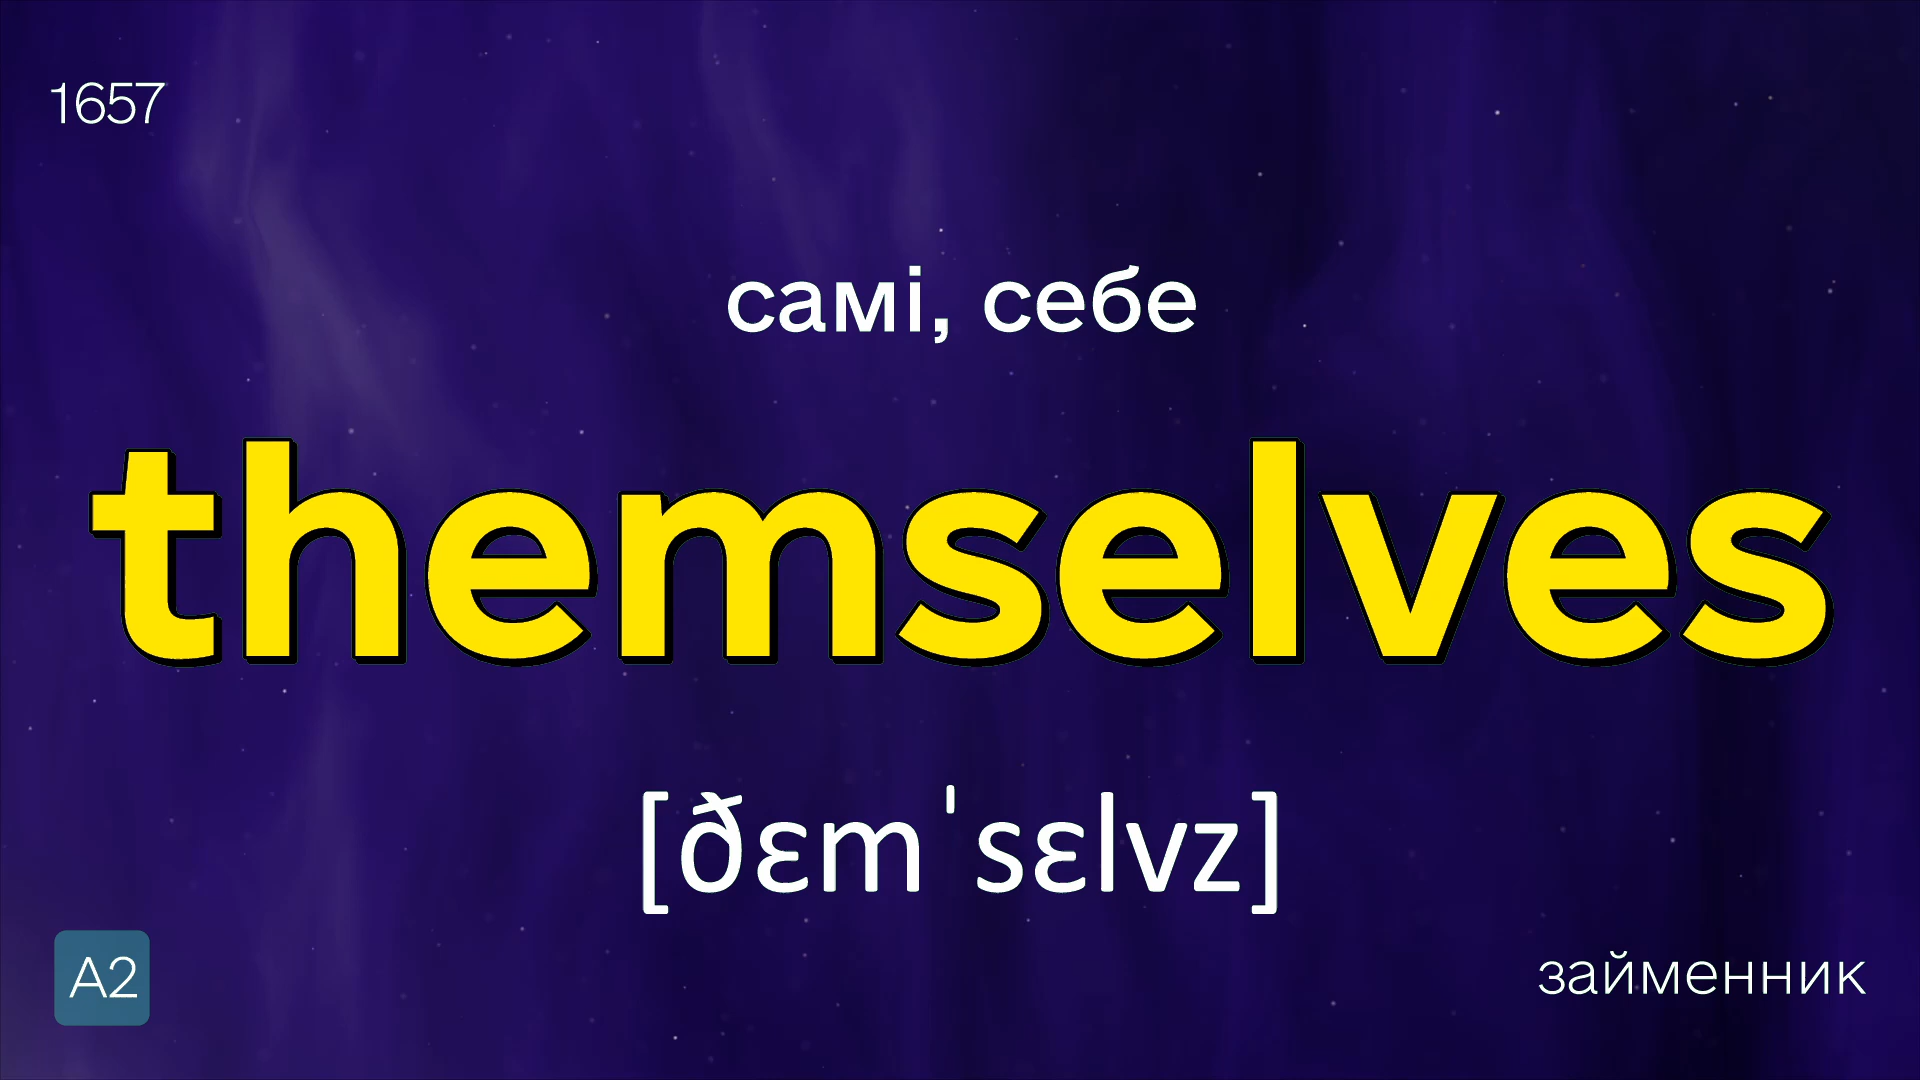 1657
самі, себе
themselves
[ðɛmˈsɛlvz]
A2
займенник